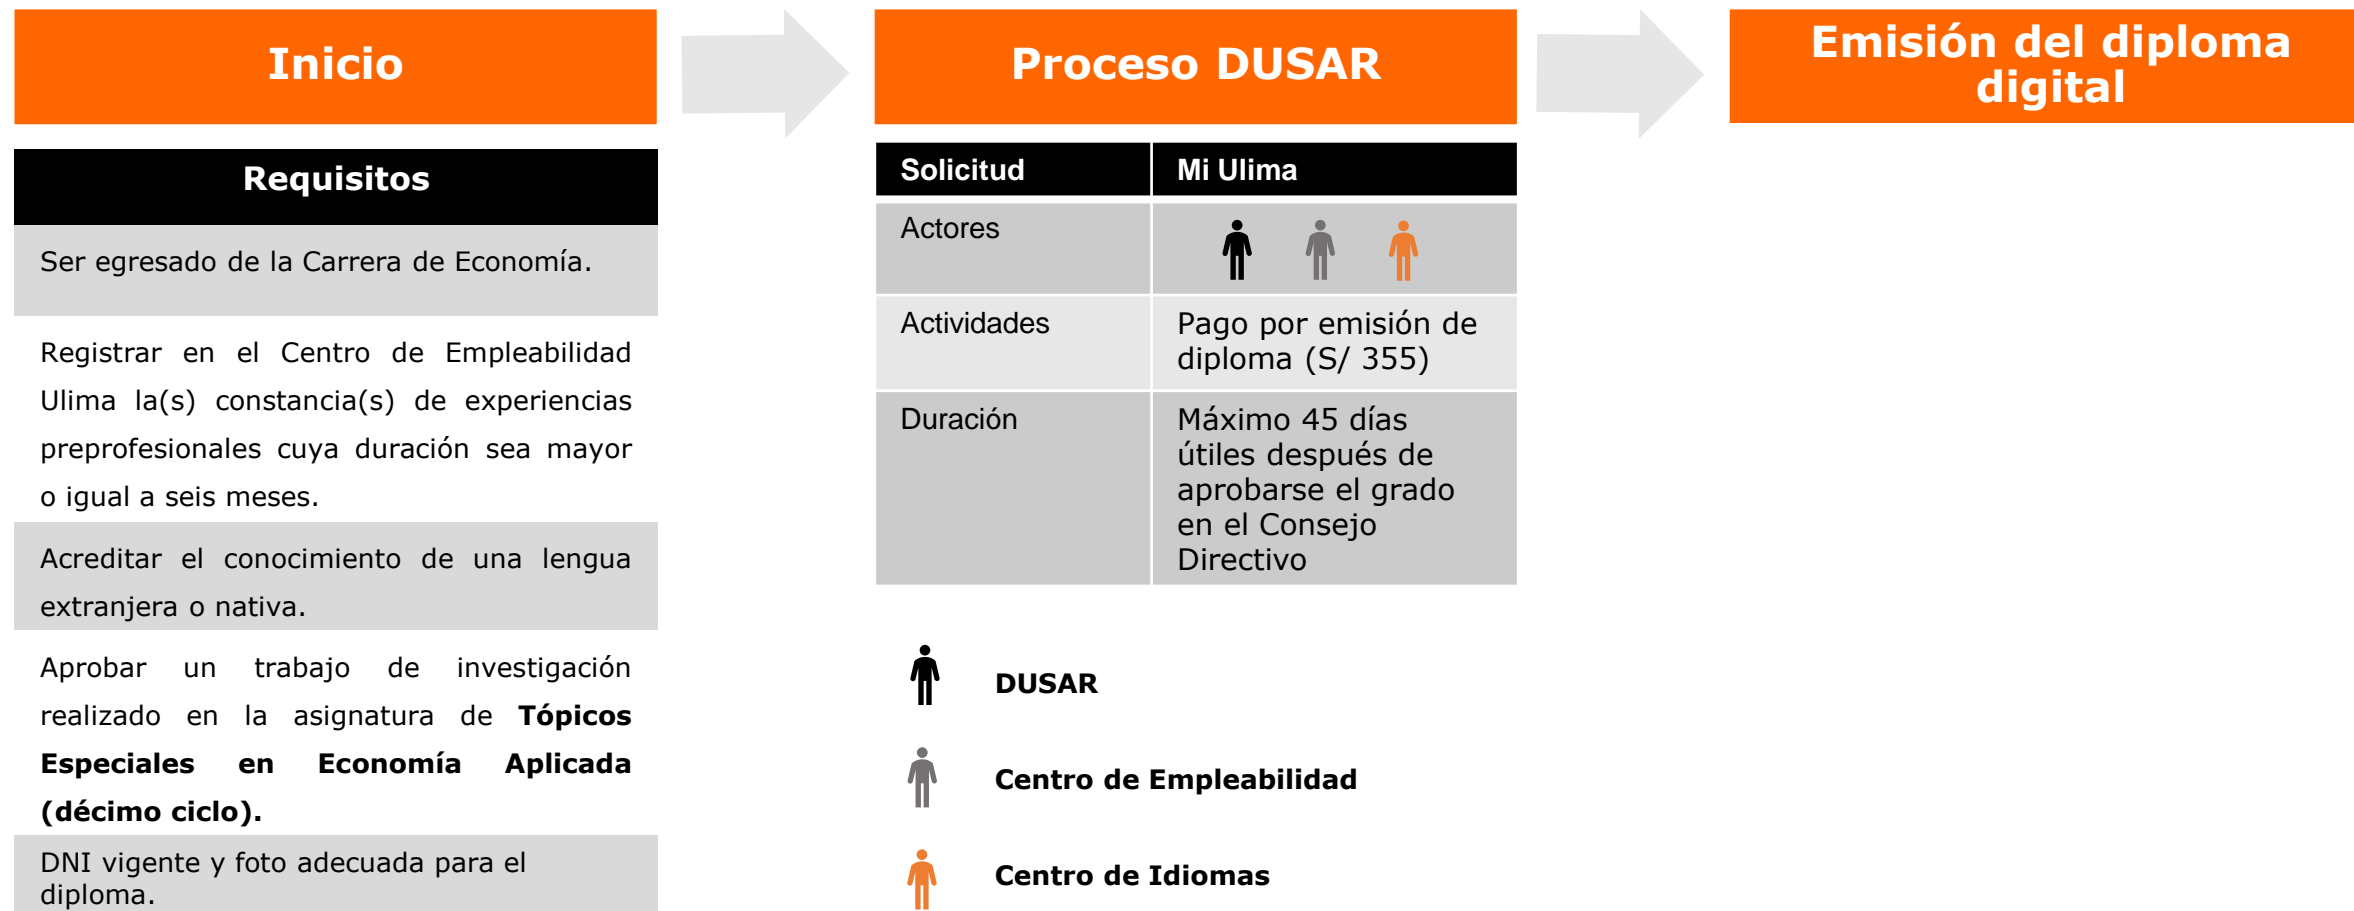 Inicio
Requisitos
Ser egresado de la Carrera de Economía.
Registrar en el Centro de Empleabilidad
Ulima la(s) constancia(s) de experiencias
preprofesionales cuya duración sea mayor
o igual a seis meses.
Acreditar el conocimiento de una lengua
extranjera o nativa.
Aprobar un trabajo de investigación
realizado en la asignatura de Tópicos
Especiales en Economía Aplicada
(décimo ciclo).
DNI vigente y foto adecuada para el
diploma.
Proceso DUSAR
Solicitud
Mi Ulima
Actores
Actividades
Pago por emisión de
diploma (S/ 355)
Duración
Máximo 45 días
útiles después de
aprobarse el grado
en el Consejo
Directivo
DUSAR
Centro de Empleabilidad
Centro de Idiomas
Emisión del diploma
digital